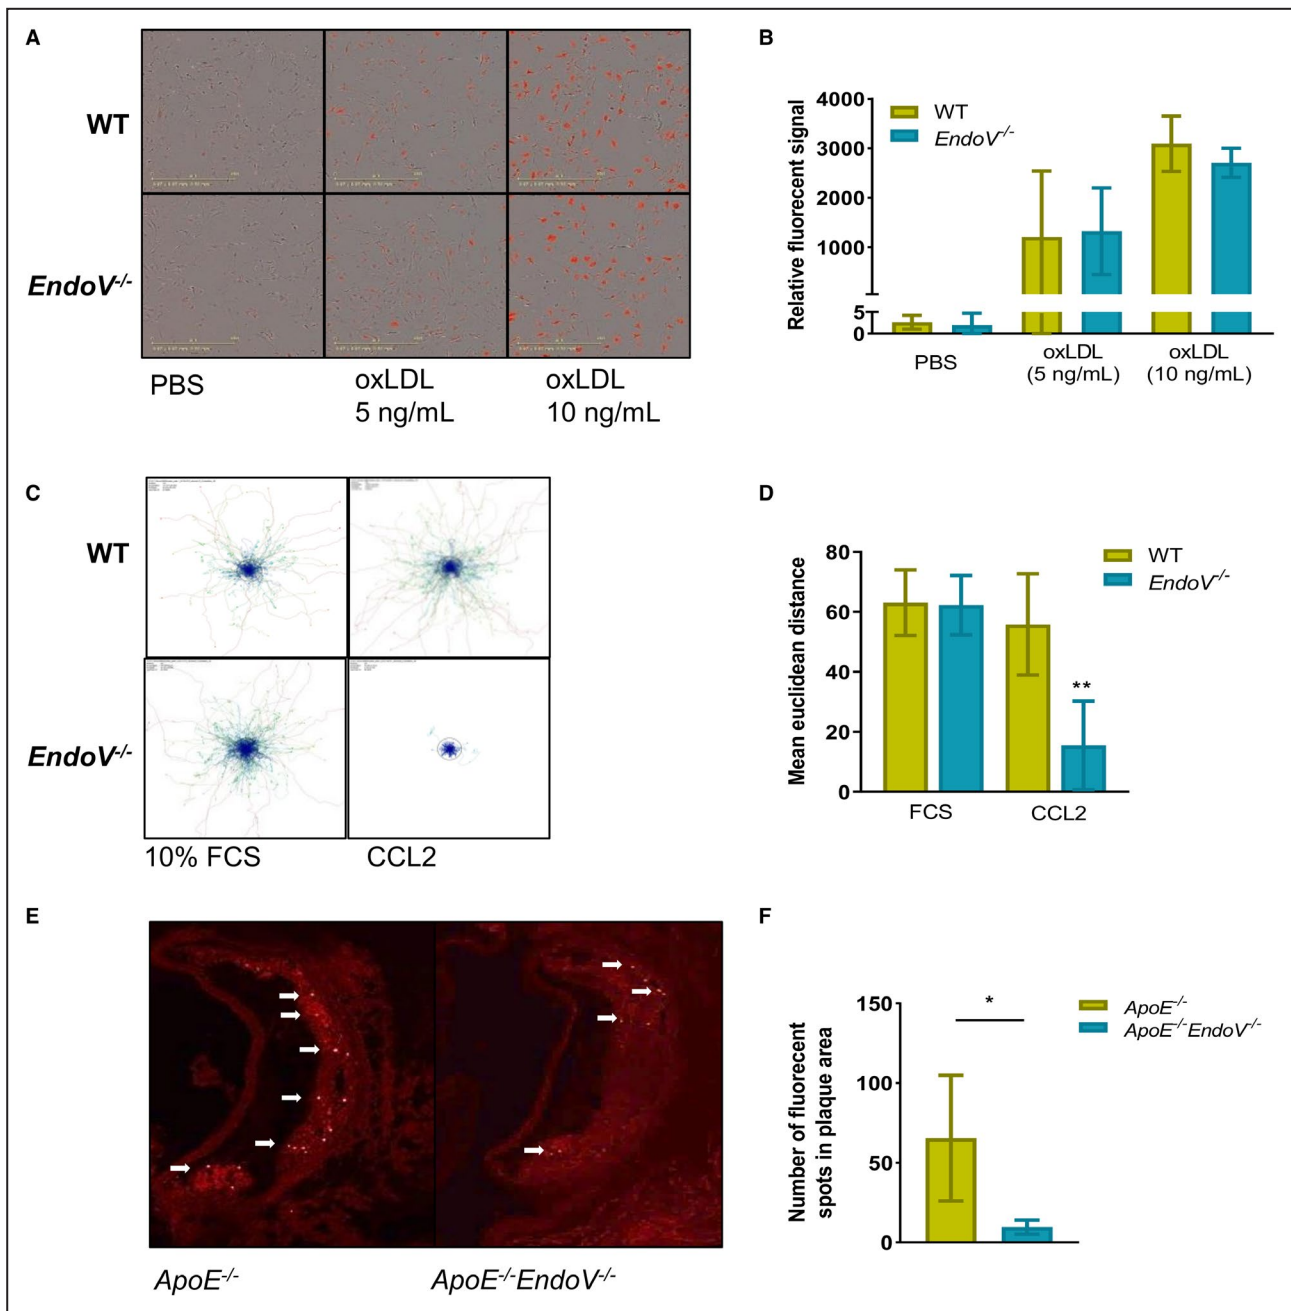 A
WT
EndoV-/-
PBS
oxLDL
5 ng/mL
oxLDL
10 ng/mL
B
Relative fluorescent signal
4000
3000
2000
1000
5
0
WT
EndoV-/-
PBS
oxLDL
(5 ng/mL)
oxLDL
(10 ng/mL)
C
WT
EndoV-/-
10% FCS
CCL2
D
Mean euclidean distance
80
60
40
20
0
WT
EndoV-/-
**
FCS
CCL2
E
ApoE-/-
ApoE-/-EndoV-/-
F
Number of fluorescent
spots in plaque area
150
100
50
0
*
ApoE-/-
ApoE-/-EndoV-/-